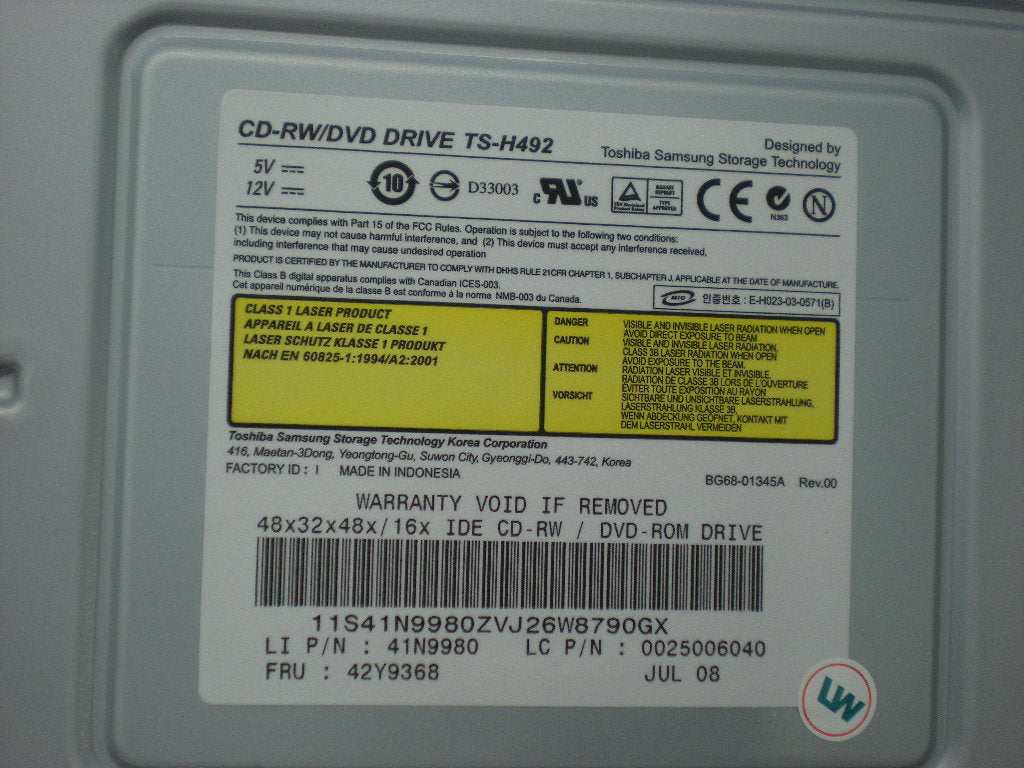 CD-RW/DVD DRIVE TS-H492
Designed by
Toshiba Samsung Storage Technology
5V
12V
10
D33003
c UR US
CE
N363
N
This device complies with Part 15 of the FCC Rules. Operation is subject to the following two conditions:
(1) This device may not cause harmful interference, and (2) This device must accept any interference received,
including interference that may cause undesired operation
PRODUCT IS CERTIFIED BY THE MANUFACTURER TO COMPLY WITH DHHS RULE 21CFR CHAPTER 1, SUBCHAPTER J, APPLICABLE AT THE DATE OF MANUFACTURE.
This Class B digital apparatus complies with Canadian ICES-003.
Cet appareil numérique de la classe B est conforme à la norme NMB-003 du Canada.
MIC 인증번호 : E-H023-03-0571(B)
CLASS 1 LASER PRODUCT
APPAREIL A LASER DE CLASSE 1
LASER SCHUTZ KLASSE 1 PRODUKT
NACH EN 60825-1:1994/A2:2001
DANGER VISIBLE AND INVISIBLE LASER RADIATION WHEN OPEN
AVOID DIRECT EXPOSURE TO BEAM
CAUTION VISIBLE AND INVISIBLE LASER RADIATION,
CLASS 3B LASER RADIATION WHEN OPEN
AVOID EXPOSURE TO THE BEAM.
ATTENTION RADIATION LASER VISIBLE ET INVISIBLE.
RADIATION DE CLASSE 3B LORS DE L'OUVERTURE
EVITER TOUTE EXPOSITION AU RAYON
VORSICHT SICHTBARE UND UNSICHTBARE LASERSTRAHLUNG,
LASERSTRAHLUNG KLASSE 3B,
WENN ABDECKUNG GEÖFFNET, KONTAKT MIT
DEM LASERSTRAHL VERMEIDEN
Toshiba Samsung Storage Technology Korea Corporation
416, Maetan-3Dong, Yeongtong-Gu, Suwon City, Gyeonggi-Do, 443-742, Korea
FACTORY ID : I MADE IN INDONESIA
BG68-01345A Rev.00
WARRANTY VOID IF REMOVED
48x32x48x/16x IDE CD-RW / DVD-ROM DRIVE
11S41N9980ZVJ26W8790GX
LI P/N : 41N9980 LC P/N : 0025006040
FRU : 42Y9368 JUL 08
LW